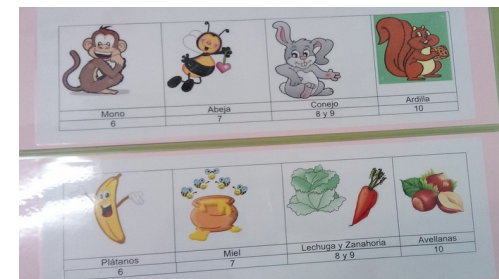 Mono Abeja Conejo Ardilla
6 7 8 y 9 10
Plátanos Miel Lechuga y Zanahoria Avellanas
6 7 8 y 9 10